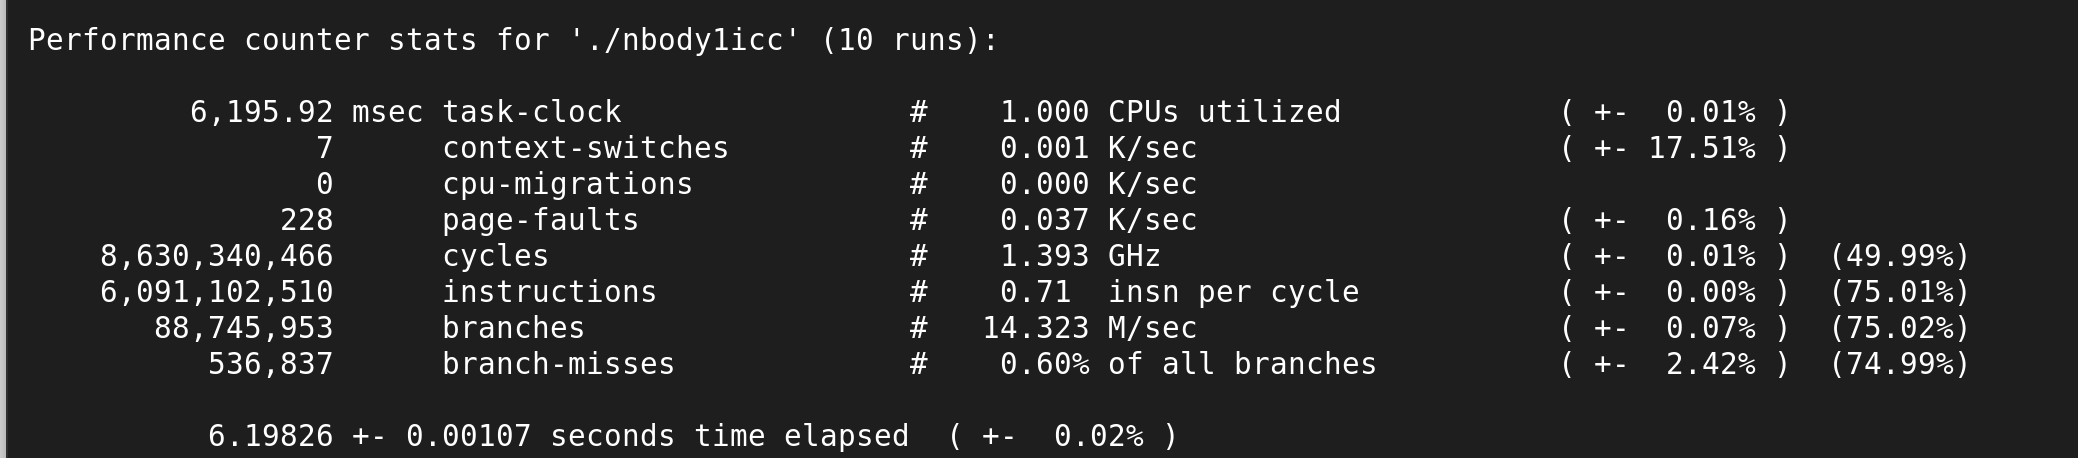 Performance counter stats for './nbody1icc' (10 runs):
6,195.92 msec task-clock # 1.000 CPUs utilized ( +- 0.01% )
7 context-switches # 0.001 K/sec ( +- 17.51% )
0 cpu-migrations # 0.000 K/sec
228 page-faults # 0.037 K/sec ( +- 0.16% )
8,630,340,466 cycles # 1.393 GHz ( +- 0.01% ) (49.99%)
6,091,102,510 instructions # 0.71 insn per cycle ( +- 0.00% ) (75.01%)
88,745,953 branches # 14.323 M/sec ( +- 0.07% ) (75.02%)
536,837 branch-misses # 0.60% of all branches ( +- 2.42% ) (74.99%)
6.19826 +- 0.00107 seconds time elapsed ( +- 0.02% )